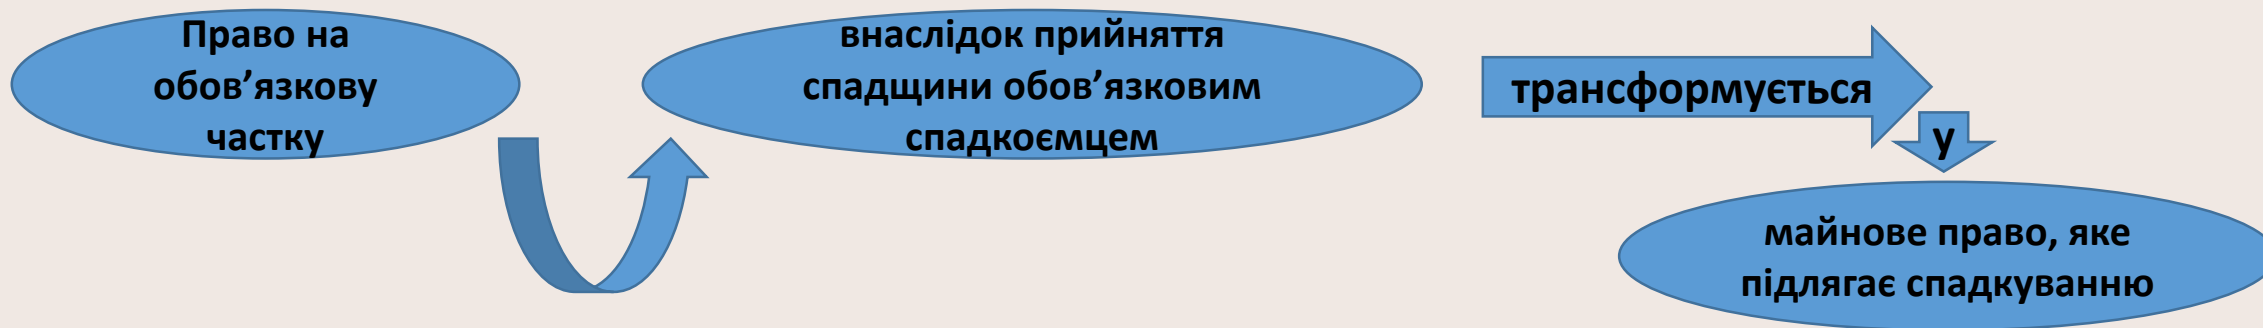 Право на
обов’язкову
частку
внаслідок прийняття
спадщини обов’язковим
спадкоємцем
трансформується
у
майнове право, яке
підлягає спадкуванню